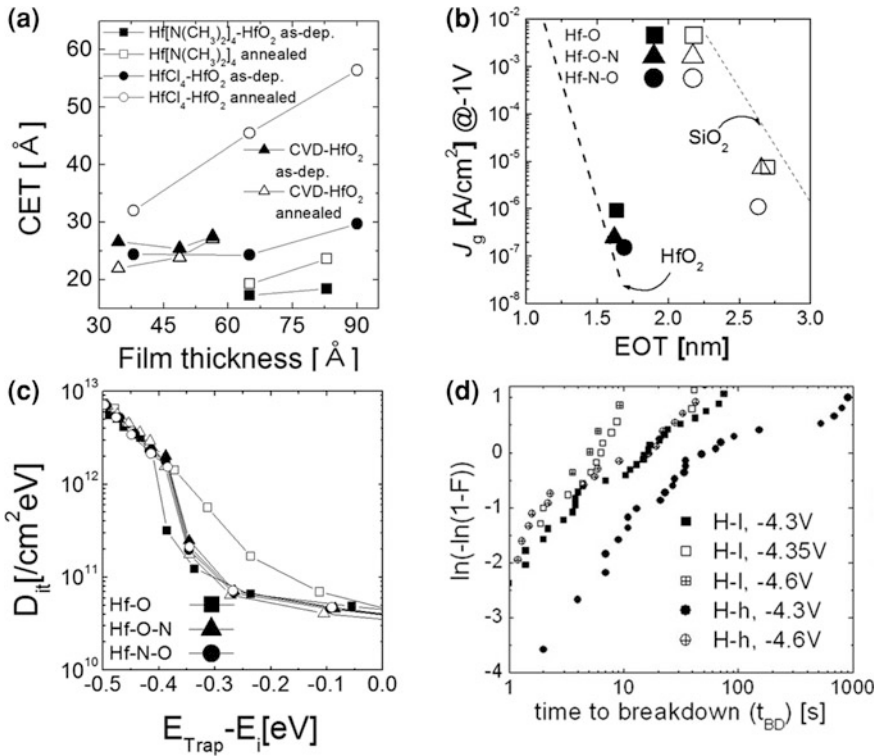 (a)
Hf[N(CH₃)₂]₄-HfO₂ as-dep.
Hf[N(CH₃)₂]₄ annealed
HfCl₄-HfO₂ as-dep.
HfCl₄-HfO₂ annealed
CVD-HfO₂
as-dep.
CVD-HfO₂
annealed
CET [Å]
60
50
40
30
20
30 45 60 75 90
Film thickness [Å]
(b)
Hf-O
Hf-O-N
Hf-N-O
SiO₂
HfO₂
J_g [A/cm²] @-1V
10⁻²
10⁻³
10⁻⁴
10⁻⁵
10⁻⁶
10⁻⁷
10⁻⁸
1.0 1.5 2.0 2.5 3.0
EOT [nm]
(c)
D_it[/cm²eV]
10¹³
10¹²
10¹¹
10¹⁰
Hf-O
Hf-O-N
Hf-N-O
-0.5 -0.4 -0.3 -0.2 -0.1 0.0
E_Trap-E_i[eV]
(d)
ln(-ln(1-F))
1
0
-1
-2
-3
-4
H-l, -4.3V
H-l, -4.35V
H-l, -4.6V
H-h, -4.3V
H-h, -4.6V
1 10 100 1000
time to breakdown (t_BD) [s]